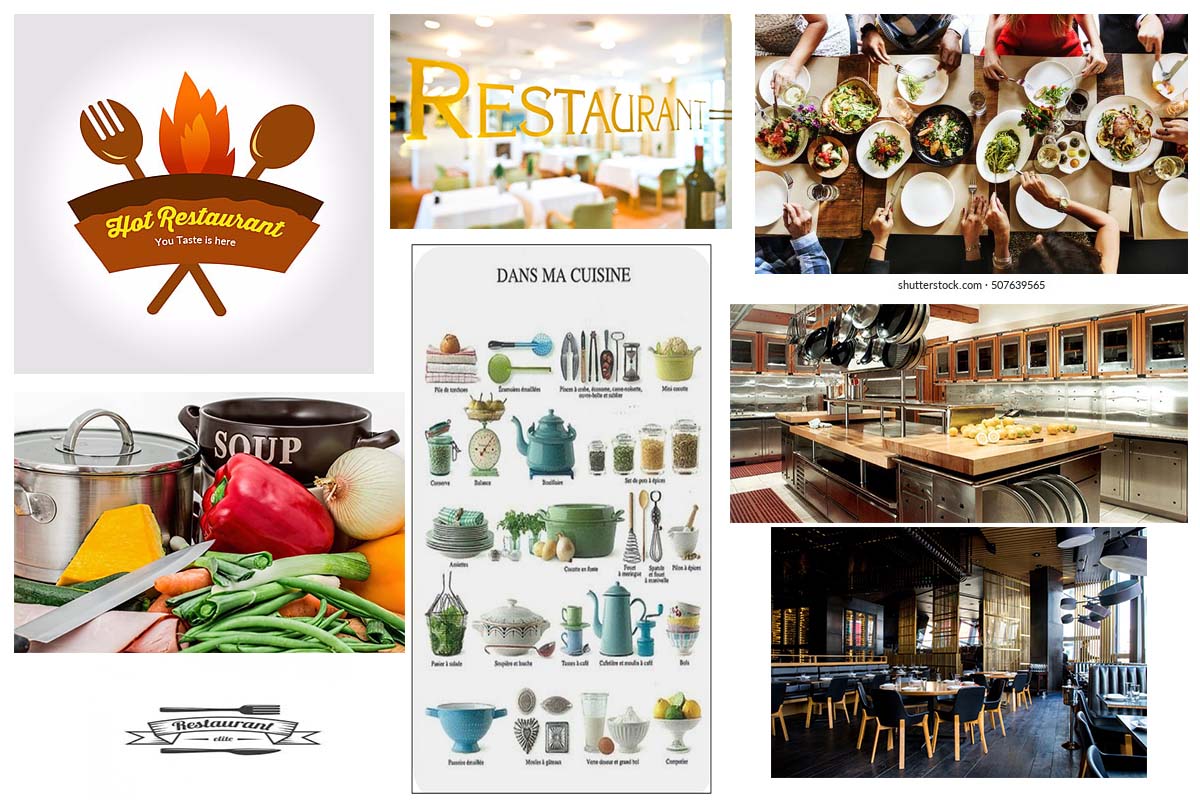 Hot Restaurant
You Taste is here
RESTAURANT
shutterstock.com · 507639565
DANS MA CUISINE
Pile de torchons
Écumoires émaillées
Pinces à crabe, économe, casse-noisette,
ouvre-boîte et sablier
Mini cocotte
Conserve
Balance
Bouilloire
Set de pots à épices
Assiettes
Cocotte en fonte
Fouet
à meringue
Spatule
et fouet
à manivelle
Pilon à épices
Panier à salade
Soupière et louche
Tasses à café
Cafetière et moulin à café
Bols
Passoire émaillée
Moules à gâteaux
Verre doseur et grand bol
Compotier
SOUP
Restaurant
elite